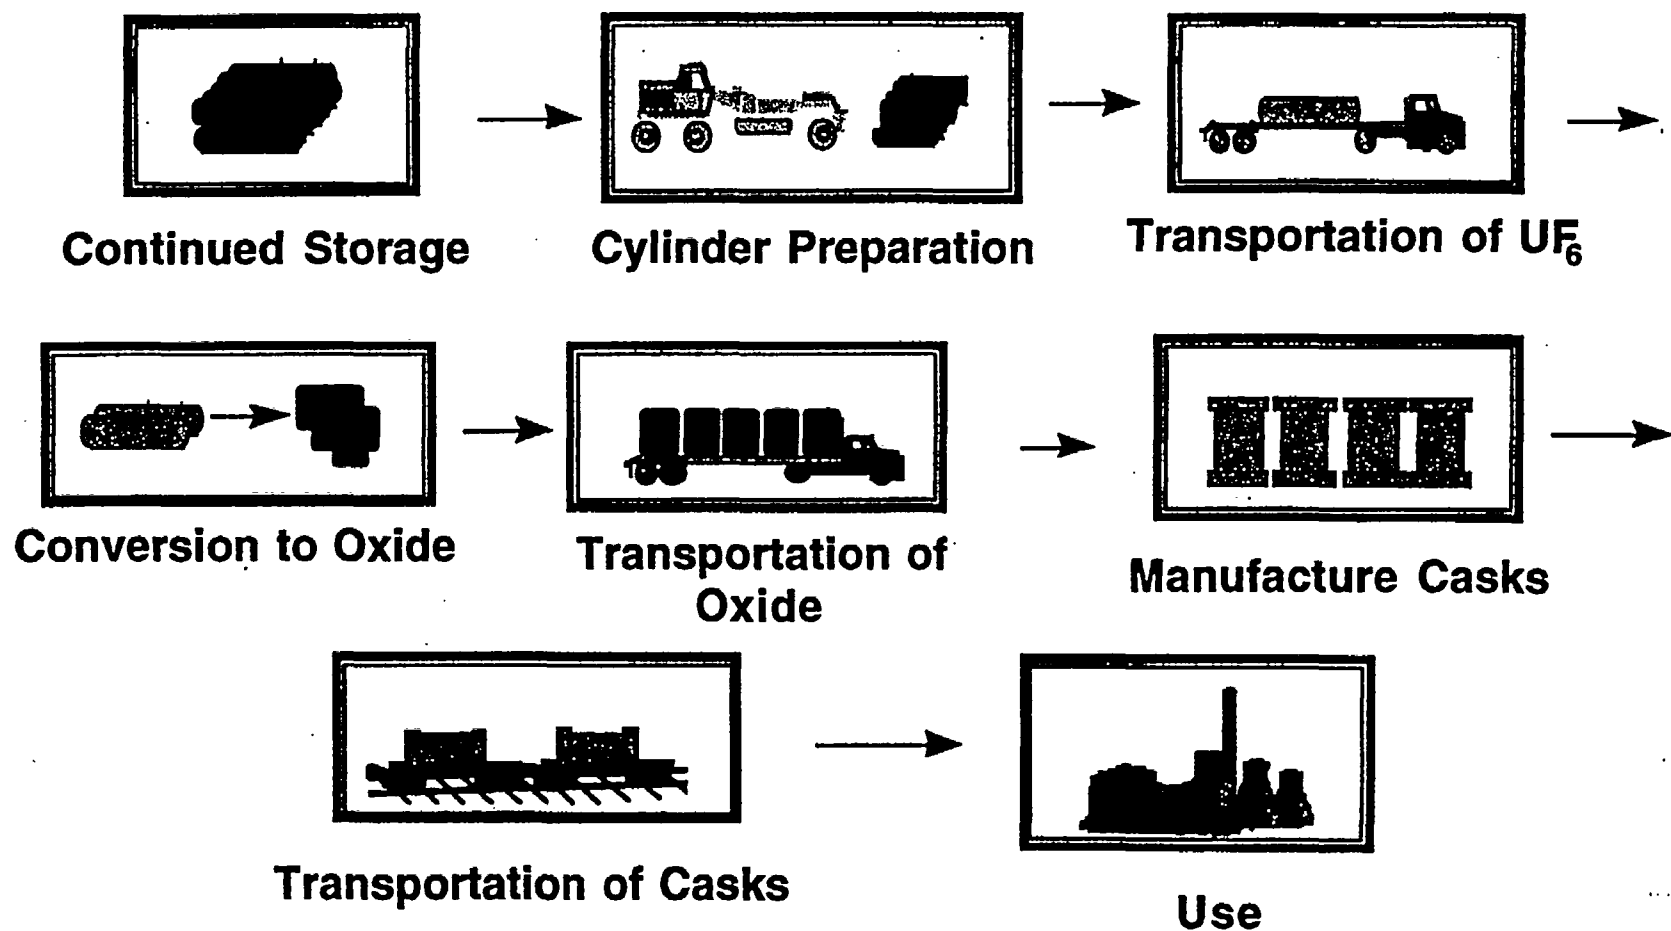 Continued Storage
Cylinder Preparation
Transportation of UF6
Conversion to Oxide
Transportation of
Oxide
Manufacture Casks
Transportation of Casks
Use